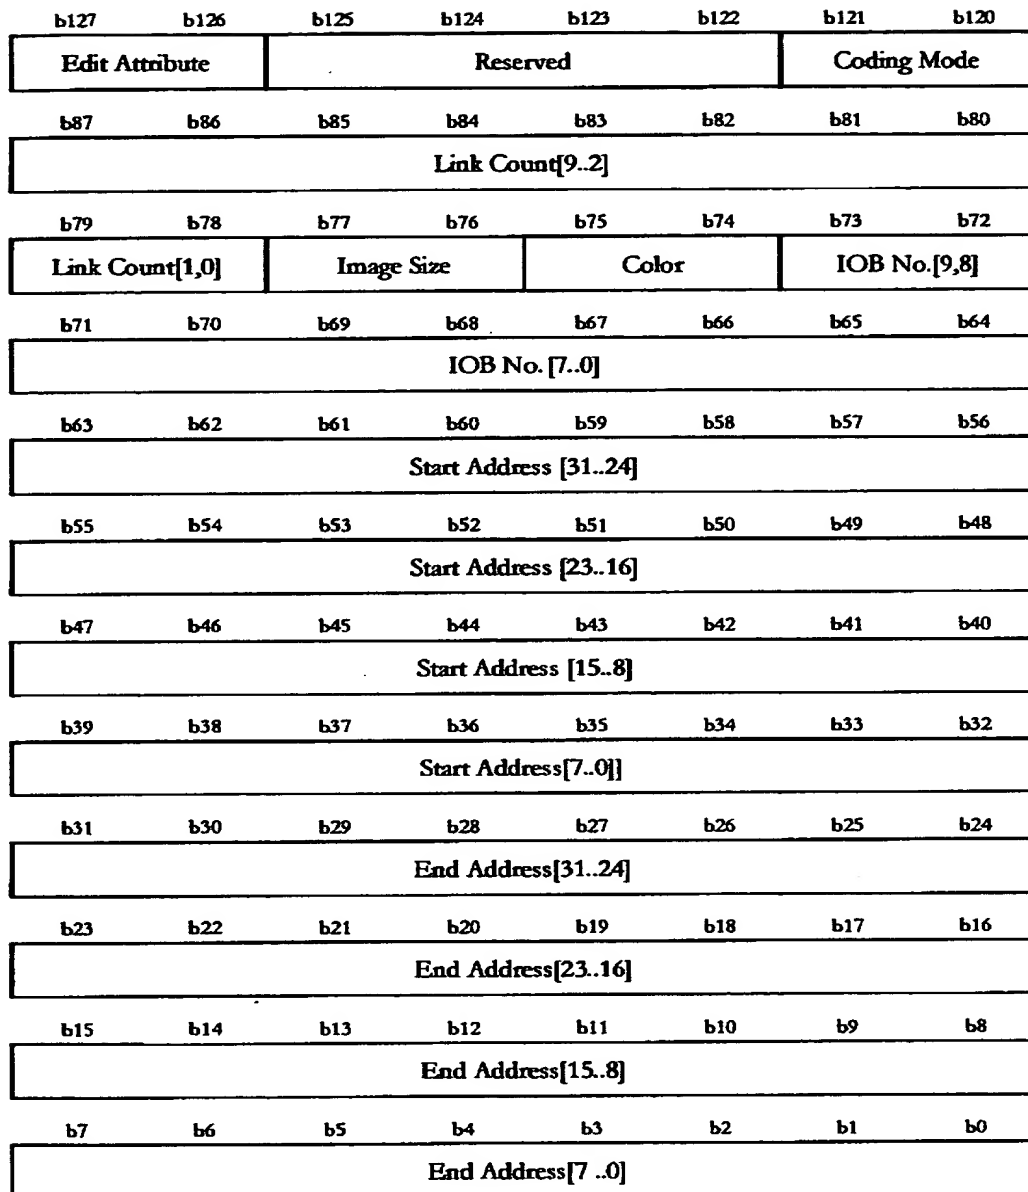 b127 b126 b125 b124 b123 b122 b121 b120
Edit Attribute Reserved Coding Mode
b87 b86 b85 b84 b83 b82 b81 b80
Link Count[9..2]
b79 b78 b77 b76 b75 b74 b73 b72
Link Count[1,0] Image Size Color IOB No.[9,8]
b71 b70 b69 b68 b67 b66 b65 b64
IOB No. [7..0]
b63 b62 b61 b60 b59 b58 b57 b56
Start Address [31..24]
b55 b54 b53 b52 b51 b50 b49 b48
Start Address [23..16]
b47 b46 b45 b44 b43 b42 b41 b40
Start Address [15..8]
b39 b38 b37 b36 b35 b34 b33 b32
Start Address[7..0]]
b31 b30 b29 b28 b27 b26 b25 b24
End Address[31..24]
b23 b22 b21 b20 b19 b18 b17 b16
End Address[23..16]
b15 b14 b13 b12 b11 b10 b9 b8
End Address[15..8]
b7 b6 b5 b4 b3 b2 b1 b0
End Address[7 ..0]